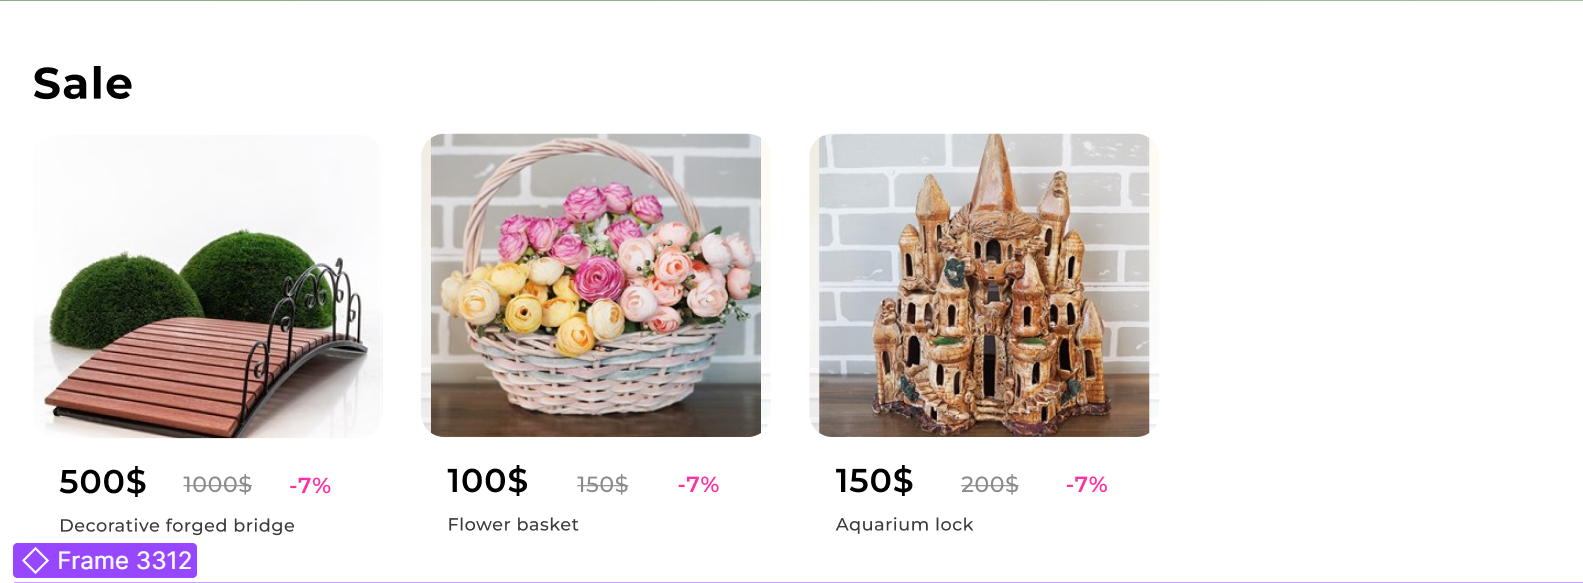 Sale
500$ 1000$ -7%
Decorative forged bridge
100$ 150$ -7%
Flower basket
150$ 200$ -7%
Aquarium lock
Frame 3312